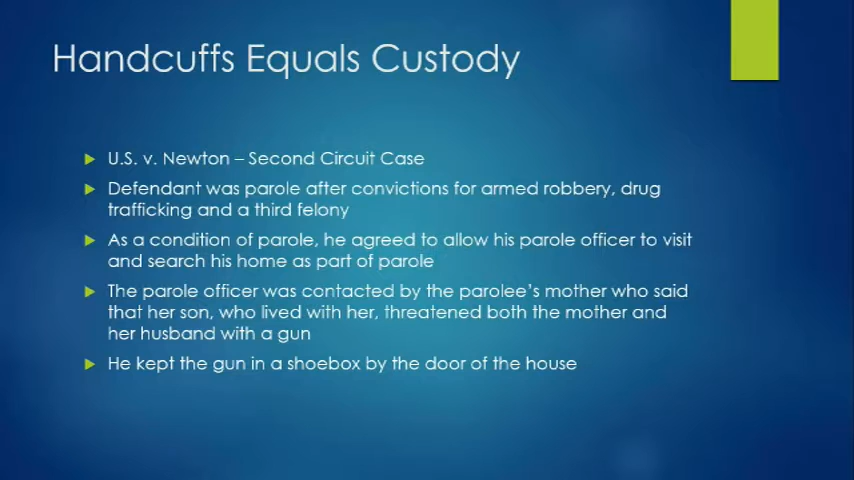 Handcuffs Equals Custody
U.S. v. Newton – Second Circuit Case
Defendant was parole after convictions for armed robbery, drug
trafficking and a third felony
As a condition of parole, he agreed to allow his parole officer to visit
and search his home as part of parole
The parole officer was contacted by the parolee's mother who said
that her son, who lived with her, threatened both the mother and
her husband with a gun
He kept the gun in a shoebox by the door of the house